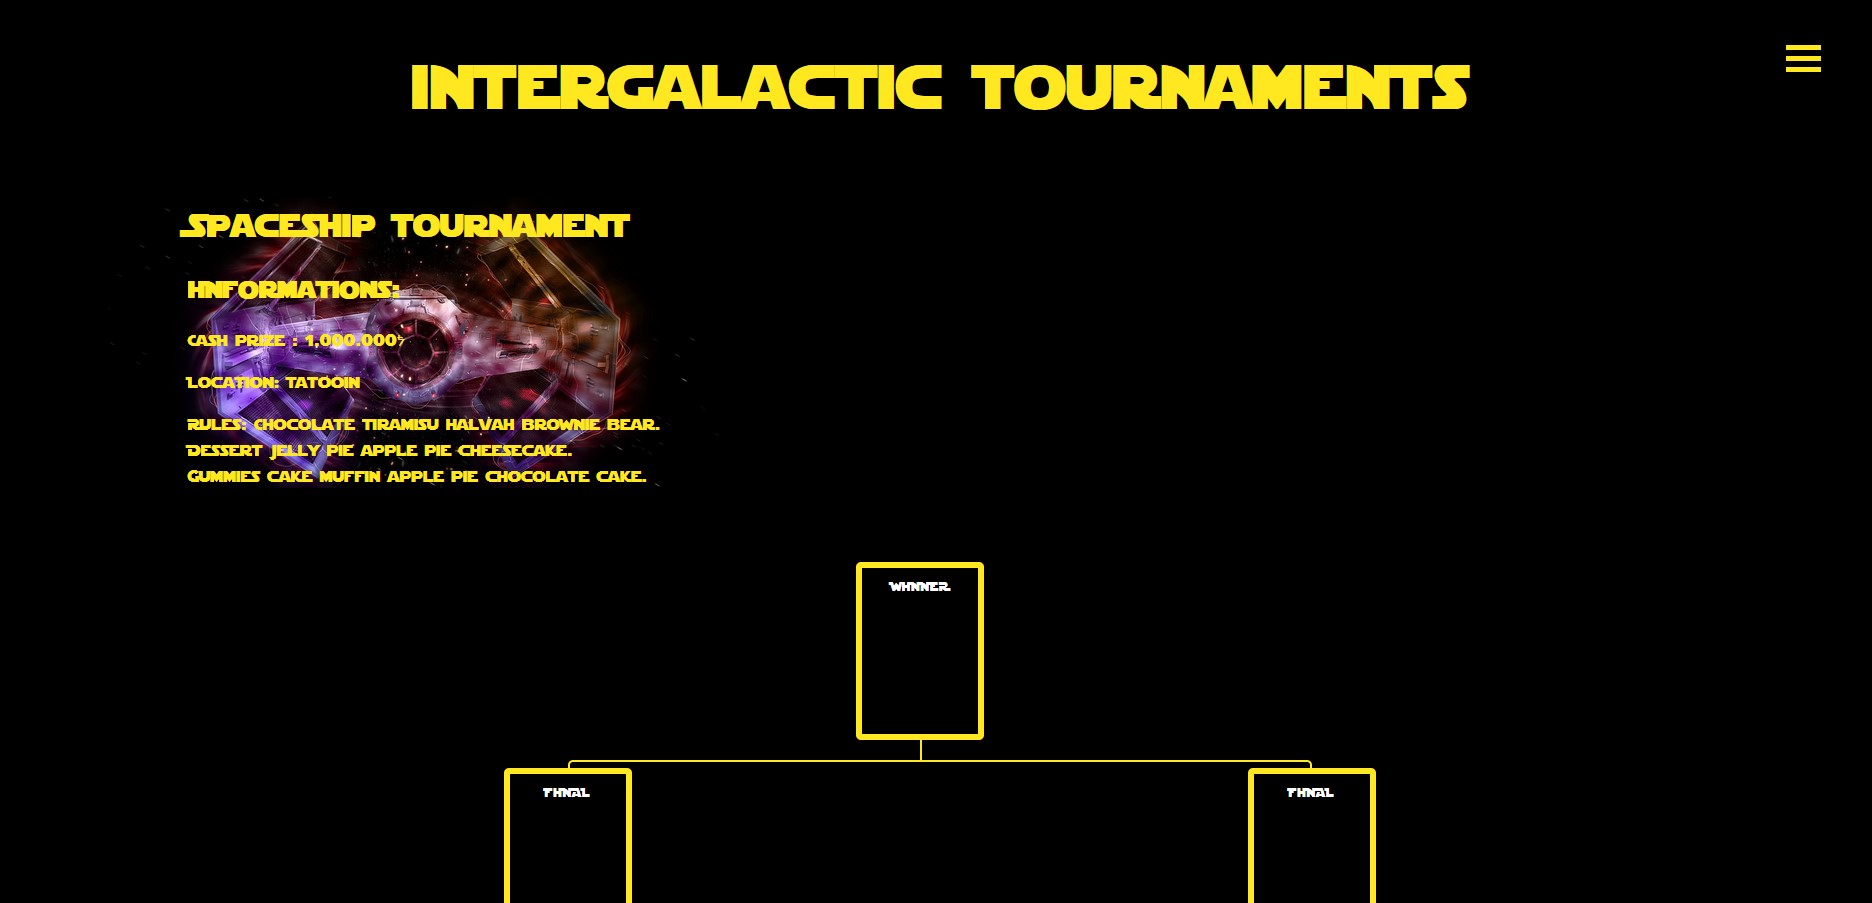 INTERGALACTIC TOURNAMENTS
SPACESHIP TOURNAMENT
INFORMATIONS:
CASH PRIZE : 1,000.000$
LOCATION: TATOOIN
RULES: CHOCOLATE TIRAMISU HALVAH BROWNIE BEAR.
DESSERT JELLY PIE APPLE PIE CHEESECAKE.
GUMMIES CAKE MUFFIN APPLE PIE CHOCOLATE CAKE.
WINNER
FINAL
FINAL